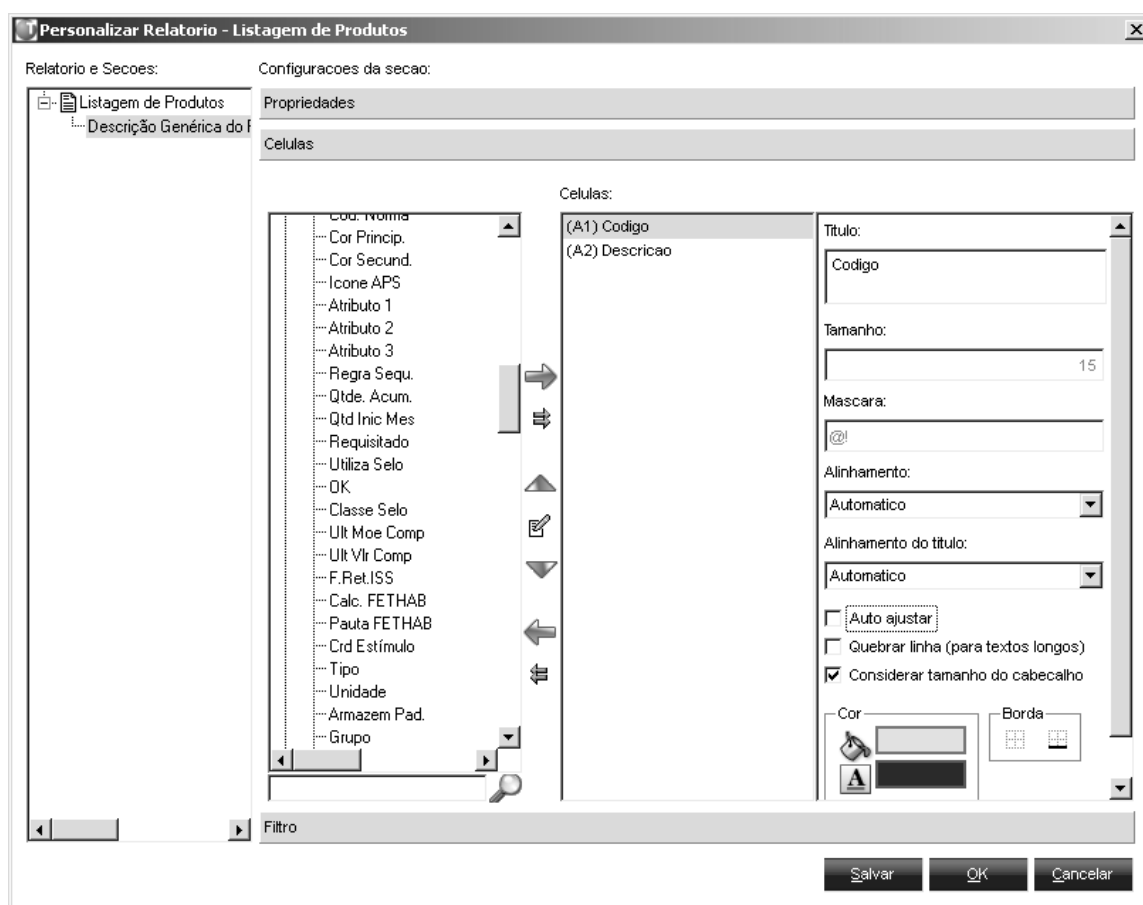 Personalizar Relatorio - Listagem de Produtos
Relatorio e Secoes:
Listagem de Produtos
Descrição Genérica do
Configuracoes da secao:
Propriedades
Celulas
Cod. Norma
Cor Princip.
Cor Secund.
Icone APS
Atributo 1
Atributo 2
Atributo 3
Regra Sequ.
Qtde. Acum.
Qtd Inic Mes
Requisitado
Utiliza Selo
OK
Classe Selo
Ult Moe Comp
Ult Vlr Comp
F.Ret.ISS
Calc. FETHAB
Pauta FETHAB
Crd Estímulo
Tipo
Unidade
Armazem Pad.
Grupo
Celulas:
(A1) Codigo
(A2) Descricao
Titulo:
Codigo
Tamanho:
15
Mascara:
@!
Alinhamento:
Automatico
Alinhamento do titulo:
Automatico
Auto ajustar
Quebrar linha (para textos longos)
Considerar tamanho do cabecalho
Cor
A
Borda
Filtro
Salvar
OK
Cancelar